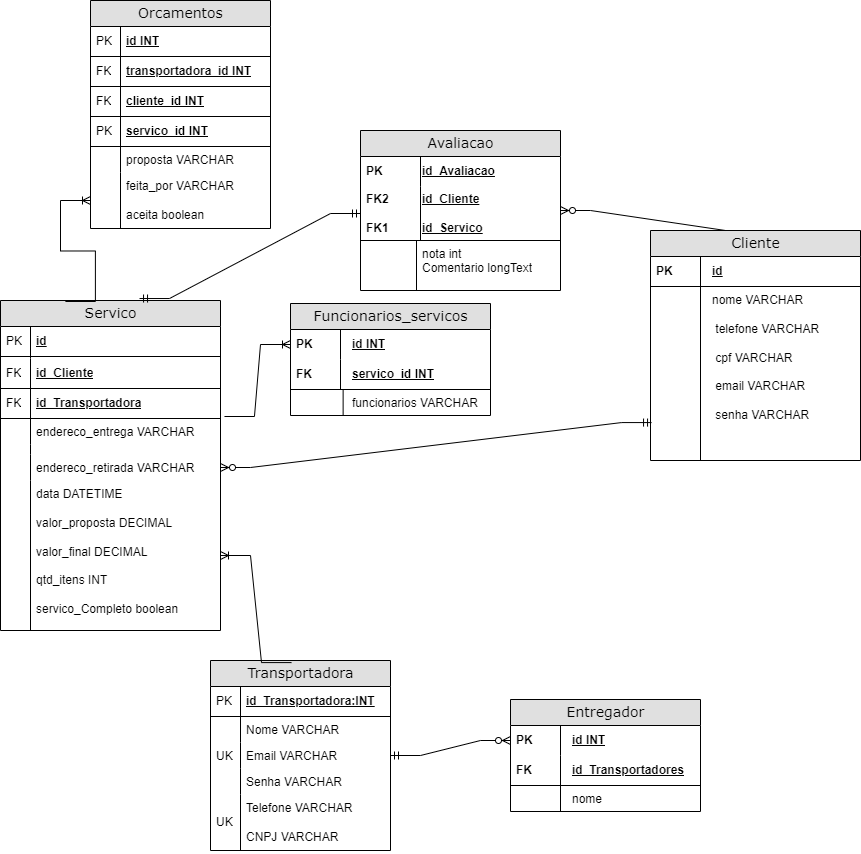 Orcamentos
PK id INT
FK transportadora_id INT
FK cliente_id INT
PK servico_id INT
proposta VARCHAR
feita_por VARCHAR
aceita boolean
Avaliacao
PK id_Avaliacao
FK2 id_Cliente
FK1 id_Servico
nota int
Comentario longText
Cliente
PK id
nome VARCHAR
telefone VARCHAR
cpf VARCHAR
email VARCHAR
senha VARCHAR
Servico
PK id
FK id_Cliente
FK id_Transportadora
endereco_entrega VARCHAR
endereco_retirada VARCHAR
data DATETIME
valor_proposta DECIMAL
valor_final DECIMAL
qtd_itens INT
servico_Completo boolean
Funcionarios_servicos
PK id INT
FK servico_id INT
funcionarios VARCHAR
Transportadora
PK id_Transportadora:INT
Nome VARCHAR
UK Email VARCHAR
Senha VARCHAR
Telefone VARCHAR
UK
CNPJ VARCHAR
Entregador
PK id INT
FK id_Transportadores
nome